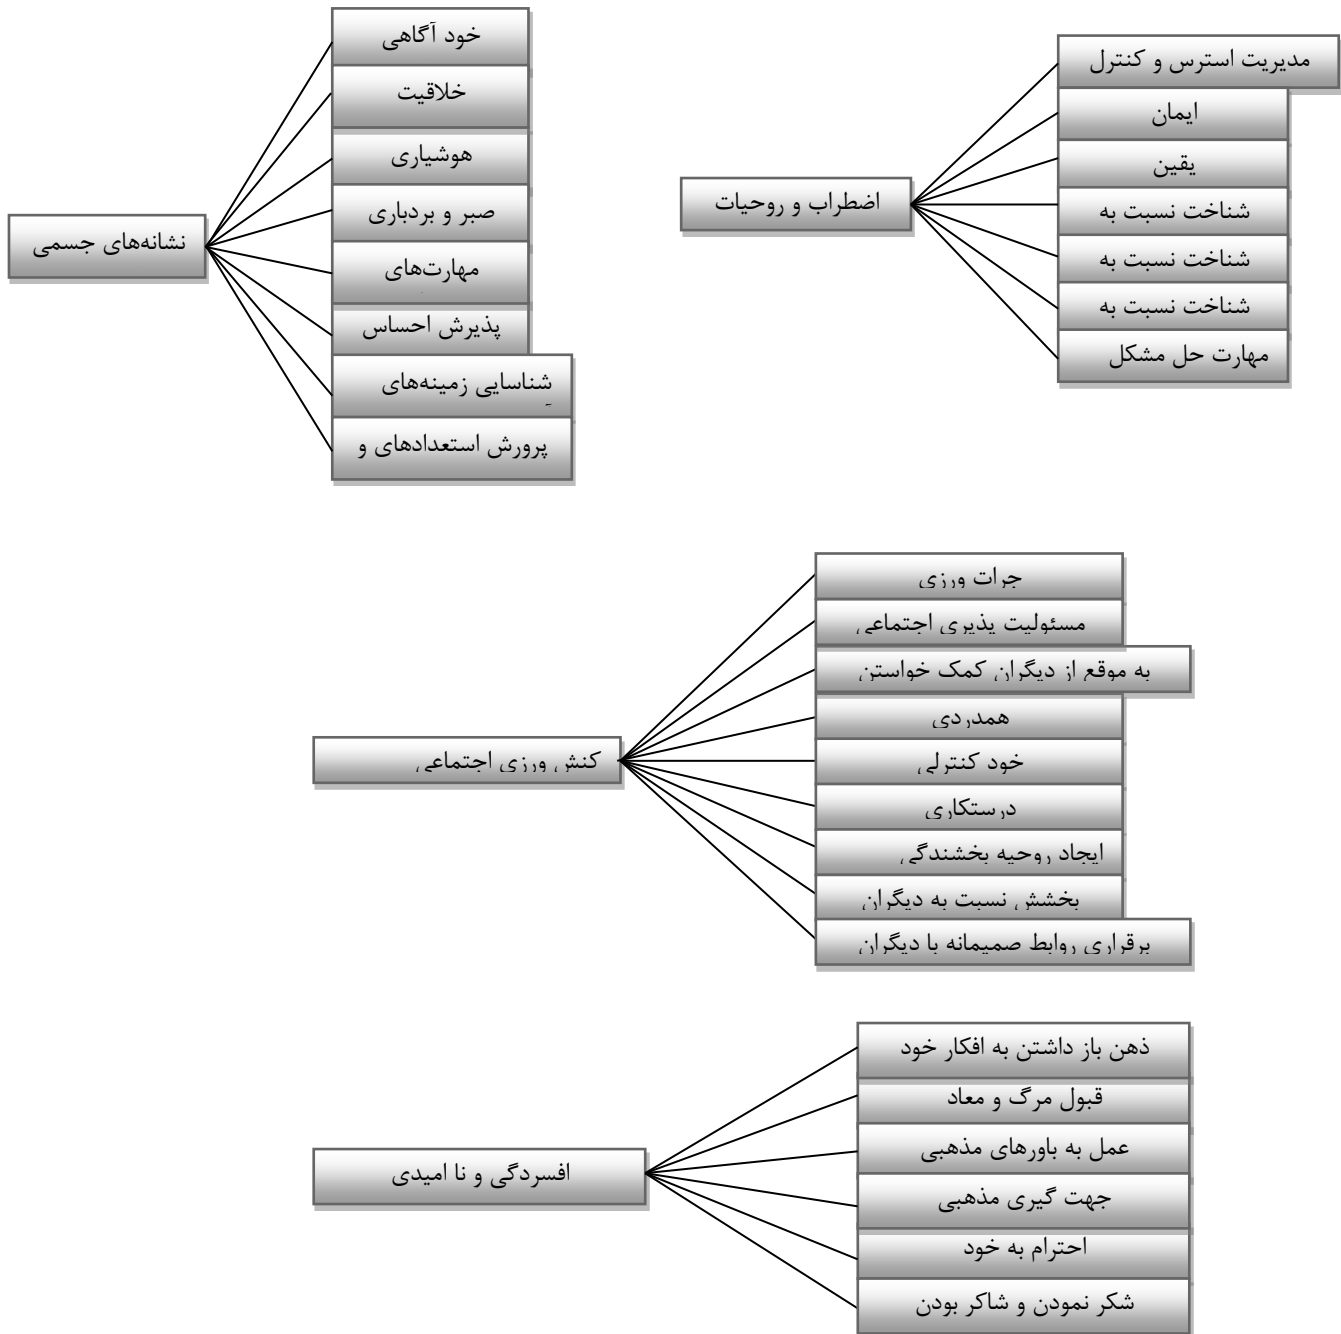 خود آگاهی
خلاقیت
هوشیاری
صبر و بردباری
مهارت‌های
پذیرش احساس
شناسایی زمینه‌های
پرورش استعدادهای و
نشانه‌های جسمی
مدیریت استرس و کنترل
ایمان
یقین
شناخت نسبت به
شناخت نسبت به
شناخت نسبت به
مهارت حل مشکل
اضطراب و روحیات
جرات ورزی
مسئولیت پذیری اجتماعی
به موقع از دیگران کمک خواستن
همدردی
خود کنترلی
درستکاری
ایجاد روحیه بخشندگی
بخشش نسبت به دیگران
برقراری روابط صمیمانه با دیگران
کنش ورزی اجتماعی
ذهن باز داشتن به افکار خود
قبول مرگ و معاد
عمل به باورهای مذهبی
جهت گیری مذهبی
احترام به خود
شکر نمودن و شاکر بودن
افسردگی و نا امیدی